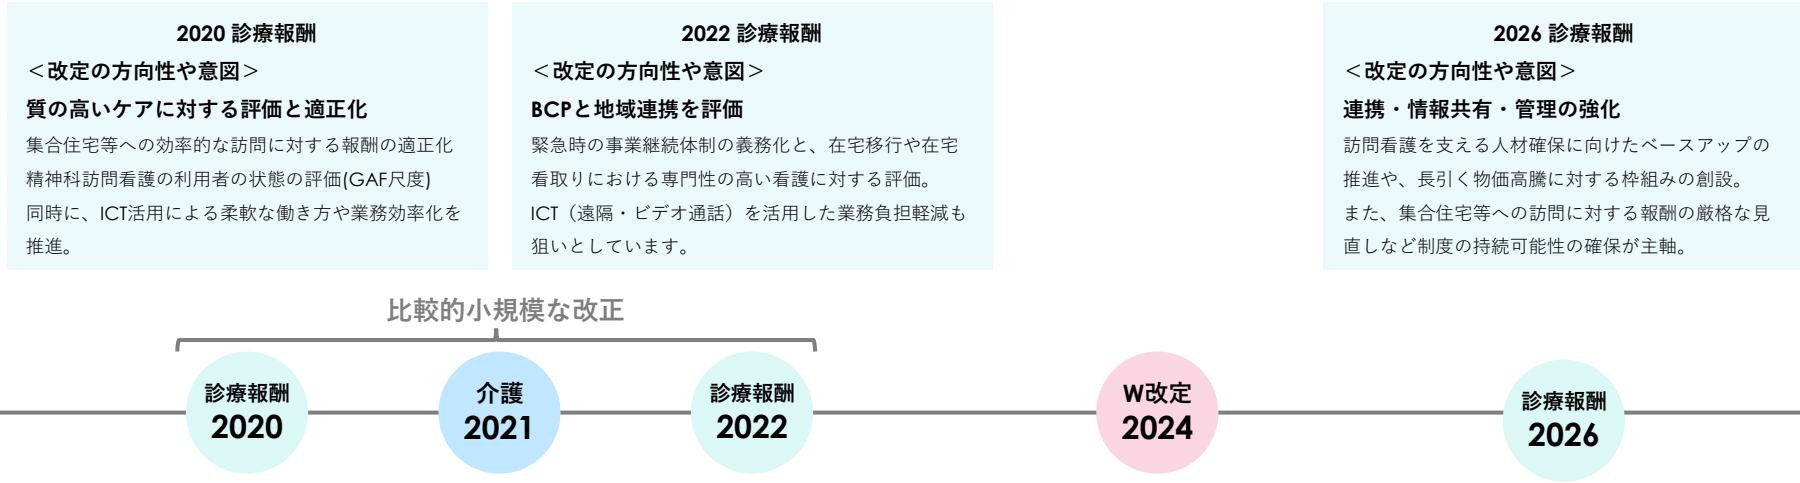 2020 診療報酬
＜改定の方向性や意図＞
質の高いケアに対する評価と適正化
集合住宅等への効率的な訪問に対する報酬の適正化
精神科訪問看護の利用者の状態の評価(GAF尺度)
同時に、ICT活用による柔軟な働き方や業務効率化を
推進。
2022 診療報酬
＜改定の方向性や意図＞
BCPと地域連携を評価
緊急時の事業継続体制の義務化と、在宅移行や在宅
看取りにおける専門性の高い看護に対する評価。
ICT（遠隔・ビデオ通話）を活用した業務負担軽減も
狙いとしています。
2026 診療報酬
＜改定の方向性や意図＞
連携・情報共有・管理の強化
訪問看護を支える人材確保に向けたベースアップの
推進や、長引く物価高騰に対する枠組みの創設。
また、集合住宅等への訪問に対する報酬の厳格な見
直しなど制度の持続可能性の確保が主軸。
比較的小規模な改正
診療報酬
2020
介護
2021
診療報酬
2022
W改定
2024
診療報酬
2026